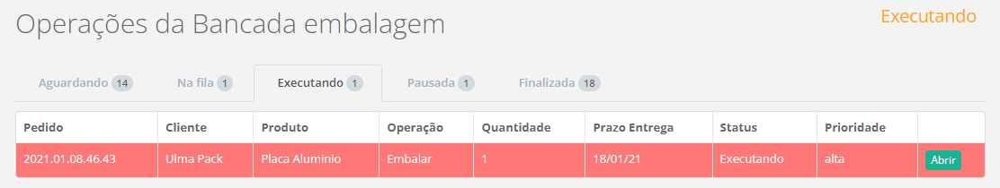 Operações da Bancada embalagem
Executando
Aguardando 14 Na fila 1 Executando 1 Pausada 1 Finalizada 18
Pedido Cliente Produto Operação Quantidade Prazo Entrega Status Prioridade
2021.01.08.46.43 Ulma Pack Placa Aluminio Embalar 1 18/01/21 Executando alta Abrir